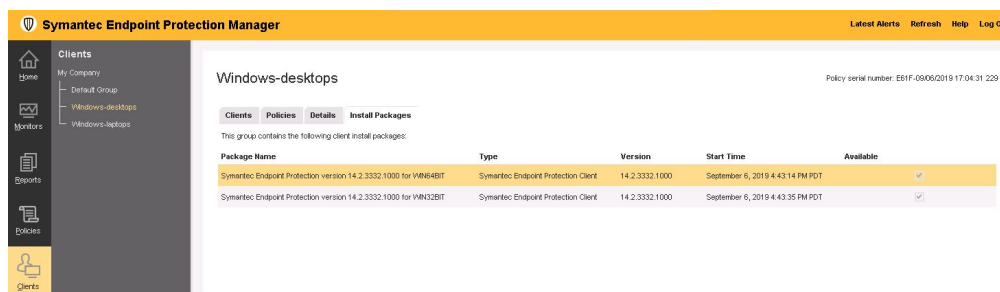 Symantec Endpoint Protection Manager
Latest Alerts Refresh Help Log O
Home
Monitors
Reports
Policies
Clients
Clients
My Company
Default Group
Windows-desktops
Windows-laptops
Windows-desktops
Policy serial number: E61F-09/06/2019 17:04:31 229
Clients Policies Details Install Packages
This group contains the following client install packages:
Package Name Type Version Start Time Available
Symantec Endpoint Protection version 14.2.3332.1000 for WIN64BIT Symantec Endpoint Protection Client 14.2.3332.1000 September 6, 2019 4:43:14 PM PDT
Symantec Endpoint Protection version 14.2.3332.1000 for WIN32BIT Symantec Endpoint Protection Client 14.2.3332.1000 September 6, 2019 4:43:35 PM PDT